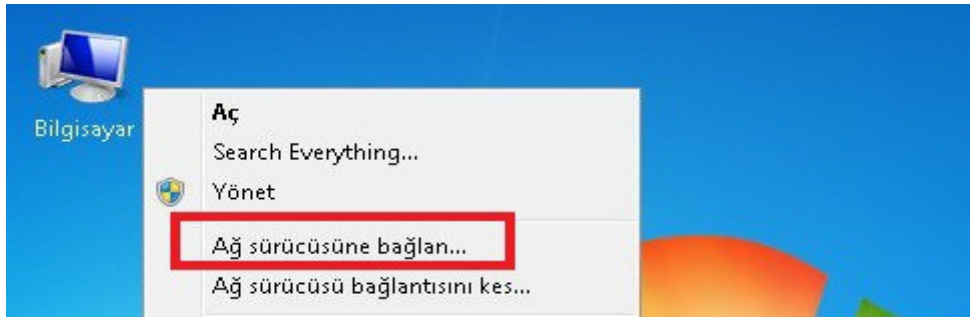 Bilgisayar
Aç
Search Everything...
Yönet
Ağ sürücüsüne bağlan...
Ağ sürücüsü bağlantısını kes...